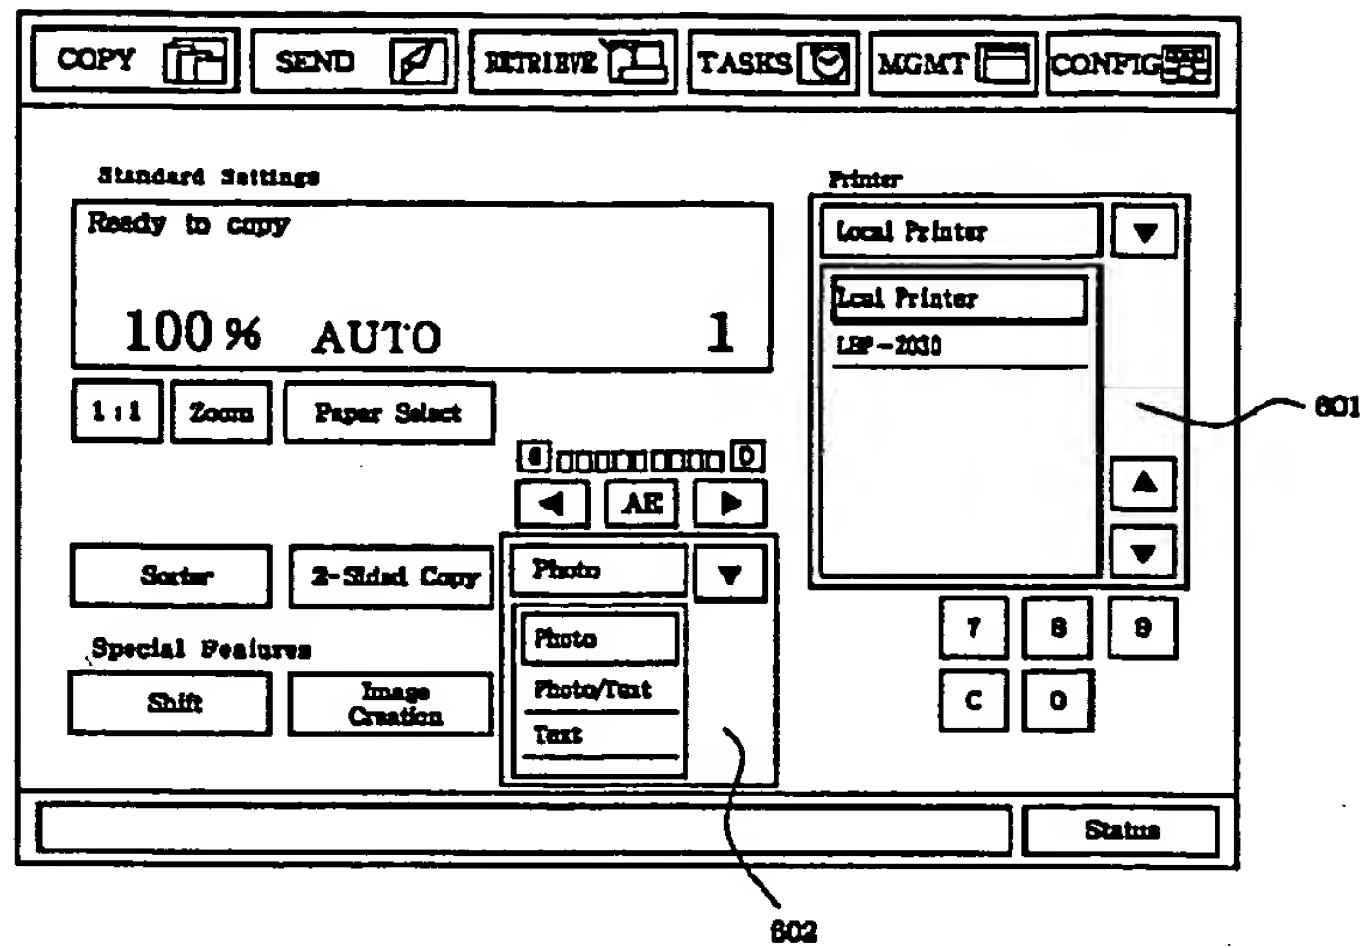 COPY
SEND
RETRIEVE
TASKS
MGMT
CONFIG
Standard Settings
Ready to copy
100% AUTO 1
1:1
Zoom
Paper Select
Printer
Local Printer
Lcal Printer
LBP-2030
601
AE
Sorter
2-Sided Copy
Photo
Photo
Photo/Text
Text
Special Features
Shift
Image
Creation
7 8 9
C 0
Status
602